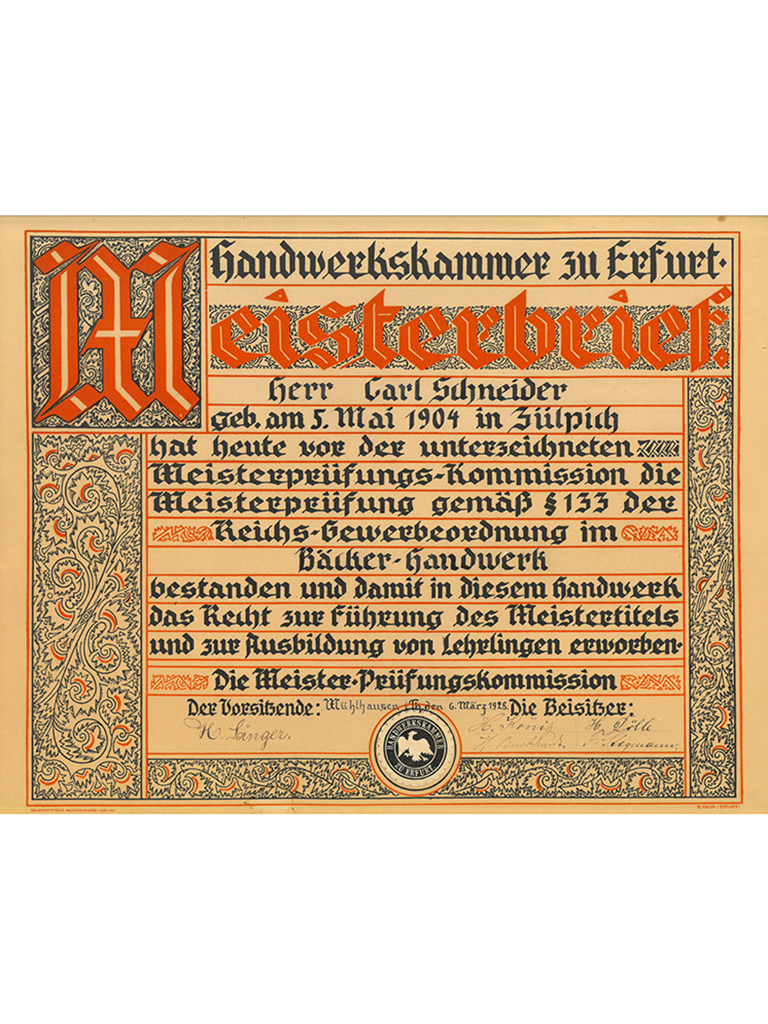 Handwerkskammer zu Erfurt.
Meisterbrief.
Herr Carl Schneider
geb. am 5. Mai 1904 in Zülpich
hat heute vor der unterzeichneten
Meisterprüfungs-Kommission die
Meisterprüfung gemäß § 133 der
Reichs-Gewerbeordnung im
Bäcker-Handwerk
bestanden und damit in diesem Handwerk
das Recht zur Führung des Meistertitels
und zur Ausbildung von Lehrlingen erworben.
Die Meister-Prüfungskommission
Der Vorsitzende: Mühlhausen i. Th. den 6. März 1928. Die Beisitzer:
H. König
HANDWERKSKAMMER
ZU ERFURT